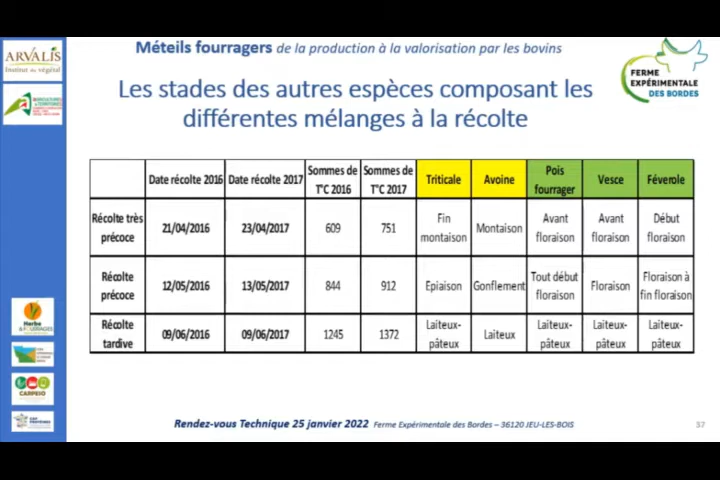 ARVALIS
Institut du végétal
Méteils fourragers de la production à la valorisation par les bovins
FERME
EXPÉRIMENTALE
DES BORDES
Les stades des autres espèces composant les
différentes mélanges à la récolte
Date récolte 2016 Date récolte 2017 Sommes de T°C 2016 Sommes de T°C 2017 Triticale Avoine Pois fourrager Vesce Féverole
Récolte très précoce 21/04/2016 23/04/2017 609 751 Fin montaison Montaison Avant floraison Avant floraison Début floraison
Récolte précoce 12/05/2016 13/05/2017 844 912 Epiaison Gonflement Tout début floraison Floraison Floraison à fin floraison
Récolte tardive 09/06/2016 09/06/2017 1245 1372 Laiteux-pâteux Laiteux Laiteux-pâteux Laiteux-pâteux Laiteux-pâteux
Herbe
& FOURRAGES
CARPESO
Rendez-vous Technique 25 janvier 2022 Ferme Expérimentale des Bordes – 36120 JEU-LES-BOIS
37